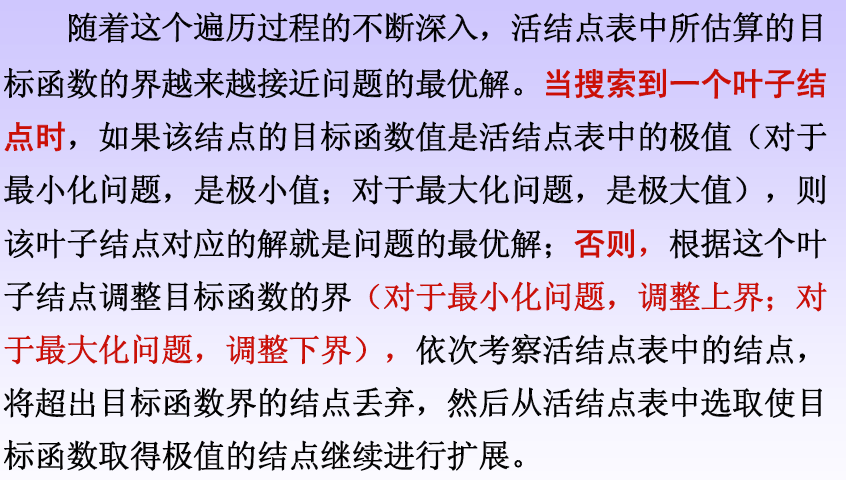 随着这个遍历过程的不断深入，活结点表中所估算的目
标函数的界越来越接近问题的最优解。当搜索到一个叶子结
点时，如果该结点的目标函数值是活结点表中的极值（对于
最小化问题，是极小值；对于最大化问题，是极大值），则
该叶子结点对应的解就是问题的最优解；否则，根据这个叶
子结点调整目标函数的界（对于最小化问题，调整上界；对
于最大化问题，调整下界），依次考察活结点表中的结点，
将超出目标函数界的结点丢弃，然后从活结点表中选取使目
标函数取得极值的结点继续进行扩展。